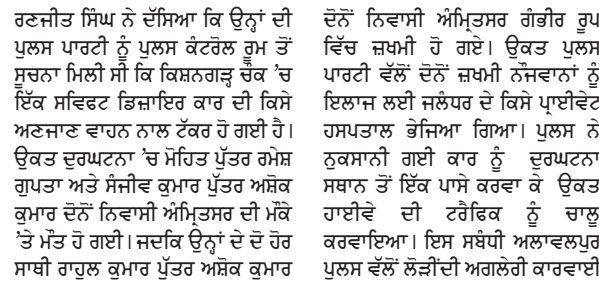 ਰਣਜੀਤ ਸਿੰਘ ਨੇ ਦੱਸਿਆ ਕਿ ਉਨ੍ਹਾਂ ਦੀ
ਪੁਲਸ ਪਾਰਟੀ ਨੂੰ ਪੁਲਸ ਕੰਟਰੋਲ ਰੂਮ ਤੋਂ
ਸੂਚਨਾ ਮਿਲੀ ਸੀ ਕਿ ਕਿਸ਼ਨਗੜ੍ਹ ਚੌਕ ’ਚ
ਇੱਕ ਸਵਿਫਟ ਡਿਜ਼ਾਇਰ ਕਾਰ ਦੀ ਕਿਸੇ
ਅਣਜਾਣ ਵਾਹਨ ਨਾਲ ਟੱਕਰ ਹੋ ਗਈ ਹੈ।
ਉਕਤ ਦੁਰਘਟਨਾ ’ਚ ਮੋਹਿਤ ਪੁੱਤਰ ਰਮੇਸ਼
ਗੁਪਤਾ ਅਤੇ ਸੰਜੀਵ ਕੁਮਾਰ ਪੁੱਤਰ ਅਸ਼ੋਕ
ਕੁਮਾਰ ਦੋਨੋਂ ਨਿਵਾਸੀ ਅੰਮ੍ਰਿਤਸਰ ਦੀ ਮੌਕੇ
’ਤੇ ਮੌਤ ਹੋ ਗਈ। ਜਦਕਿ ਉਨ੍ਹਾਂ ਦੇ ਦੋ ਹੋਰ
ਸਾਥੀ ਰਾਹੁਲ ਕੁਮਾਰ ਪੁੱਤਰ ਅਸ਼ੋਕ ਕੁਮਾਰ
ਦੋਨੋਂ ਨਿਵਾਸੀ ਅੰਮ੍ਰਿਤਸਰ ਗੰਭੀਰ ਰੂਪ
ਵਿੱਚ ਜ਼ਖਮੀ ਹੋ ਗਏ। ਉਕਤ ਪੁਲਸ
ਪਾਰਟੀ ਵੱਲੋਂ ਦੋਨੋਂ ਜ਼ਖਮੀ ਨੌਜਵਾਨਾਂ ਨੂੰ
ਇਲਾਜ ਲਈ ਜਲੰਧਰ ਦੇ ਕਿਸੇ ਪ੍ਰਾਈਵੇਟ
ਹਸਪਤਾਲ ਭੇਜਿਆ ਗਿਆ। ਪੁਲਸ ਨੇ
ਨੁਕਸਾਨੀ ਗਈ ਕਾਰ ਨੂੰ ਦੁਰਘਟਨਾ
ਸਥਾਨ ਤੋਂ ਇੱਕ ਪਾਸੇ ਕਰਵਾ ਕੇ ਉਕਤ
ਹਾਈਵੇ ਦੀ ਟਰੈਫਿਕ ਨੂੰ ਚਾਲੂ
ਕਰਵਾਇਆ। ਇਸ ਸਬੰਧੀ ਅਲਾਵਲਪੁਰ
ਪੁਲਸ ਵੱਲੋਂ ਲੋੜੀਂਦੀ ਅਗਲੇਰੀ ਕਾਰਵਾਈ